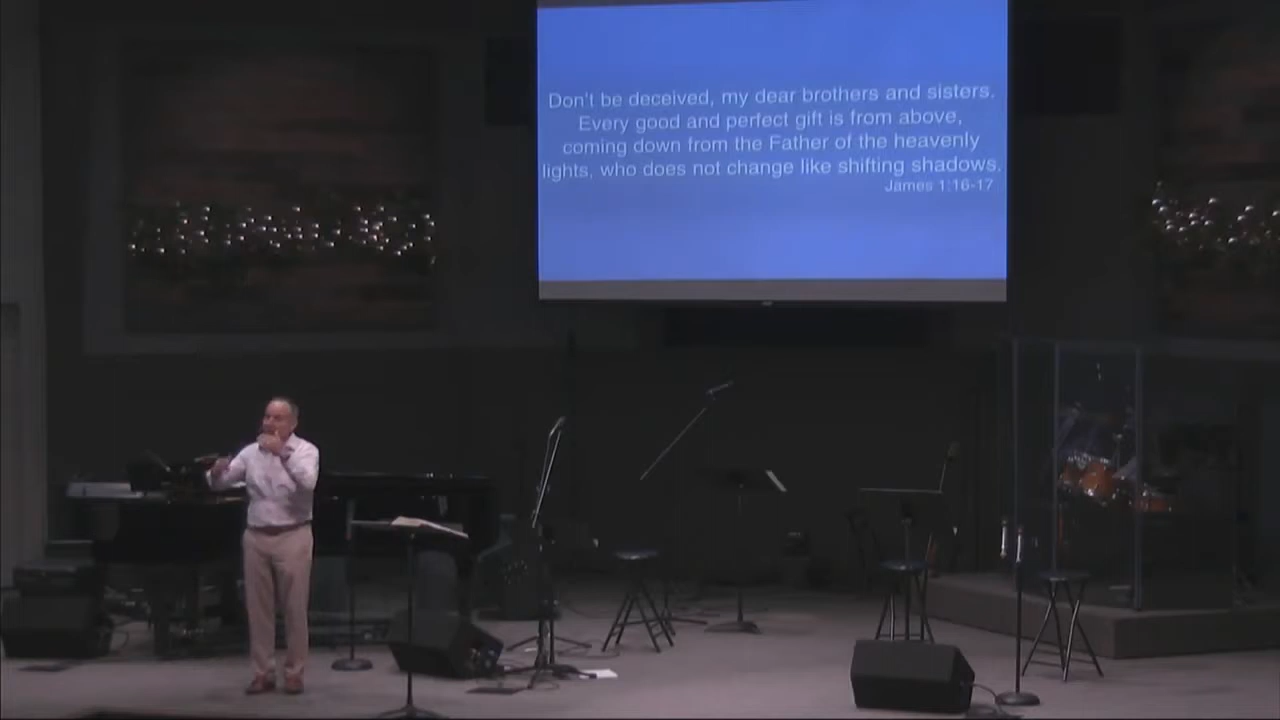 Don't be deceived, my dear brothers and sisters.
Every good and perfect gift is from above,
coming down from the Father of the heavenly
lights, who does not change like shifting shadows.
James 1:16-17